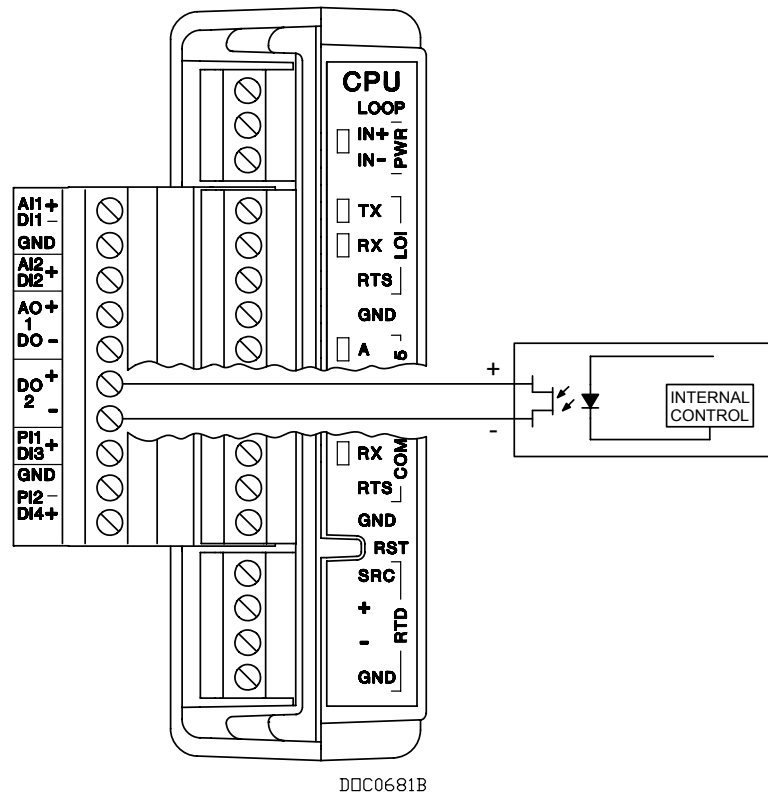 CPU
LOOP
IN+
IN-
PWR
TX
RX
RTS
LOI
GND
A
5
AI1+
DI1-
GND
AI2+
DI2
AO+
1
DO-
DO+
2
-
PI1+
DI3
GND
PI2-
DI4+
+
-
INTERNAL
CONTROL
RX
RTS
COM
GND
RST
SRC
+
-
RTD
GND
DOC0681B